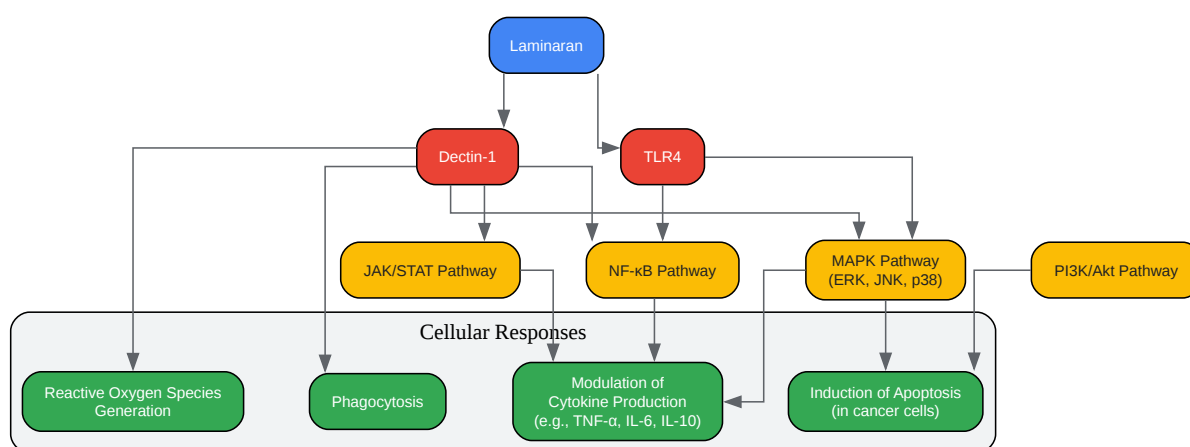 Laminaran
Dectin-1
TLR4
JAK/STAT Pathway
NF-κB Pathway
MAPK Pathway
(ERK, JNK, p38)
PI3K/Akt Pathway
Cellular Responses
Reactive Oxygen Species
Generation
Phagocytosis
Modulation of
Cytokine Production
(e.g., TNF-α, IL-6, IL-10)
Induction of Apoptosis
(in cancer cells)